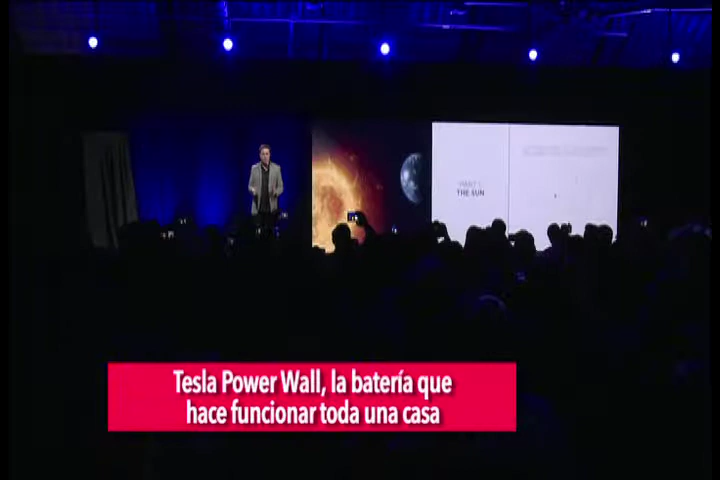 THE SUN
Tesla Power Wall, la batería que
hace funcionar toda una casa